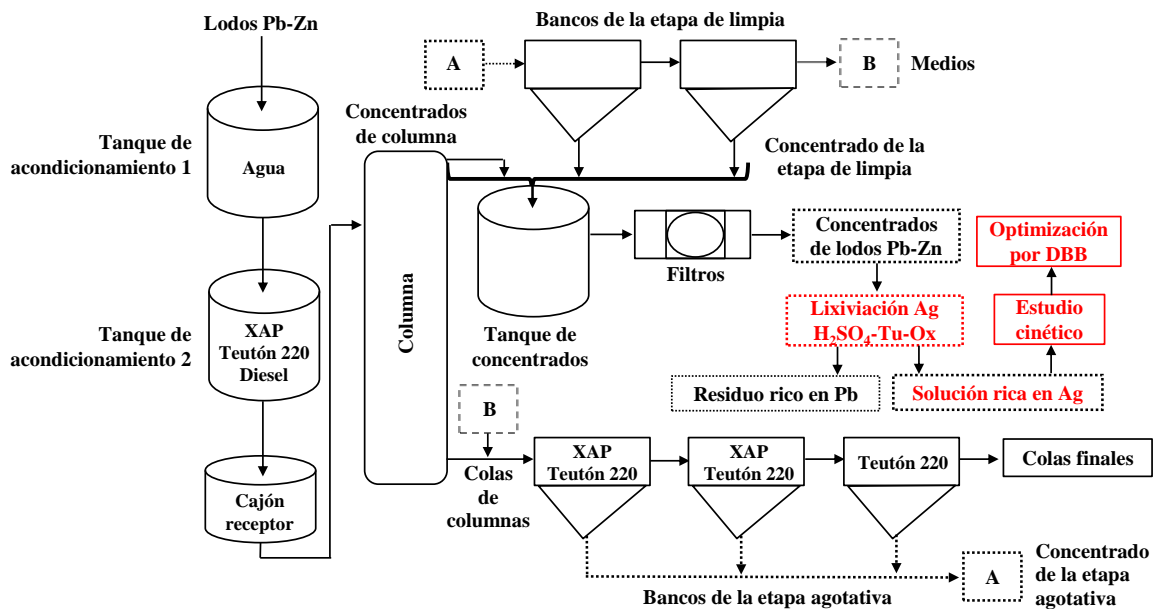 Lodos Pb-Zn
Tanque de
acondicionamiento 1
Agua
Tanque de
acondicionamiento 2
XAP
Teutón 220
Diesel
Cajón
receptor
Columna
Concentrados
de columna
Bancos de la etapa de limpia
A
B
Medios
Concentrado de la
etapa de limpia
Tanque de
concentrados
Filtros
Concentrados
de lodos Pb-Zn
Lixiviación Ag
H₂SO₄-Tu-Ox
Residuo rico en Pb
Solución rica en Ag
Estudio
cinético
Optimización
por DBB
B
Colas
de
columnas
XAP
Teutón 220
XAP
Teutón 220
Teutón 220
Colas finales
Bancos de la etapa agotativa
A
Concentrado
de la etapa
agotativa